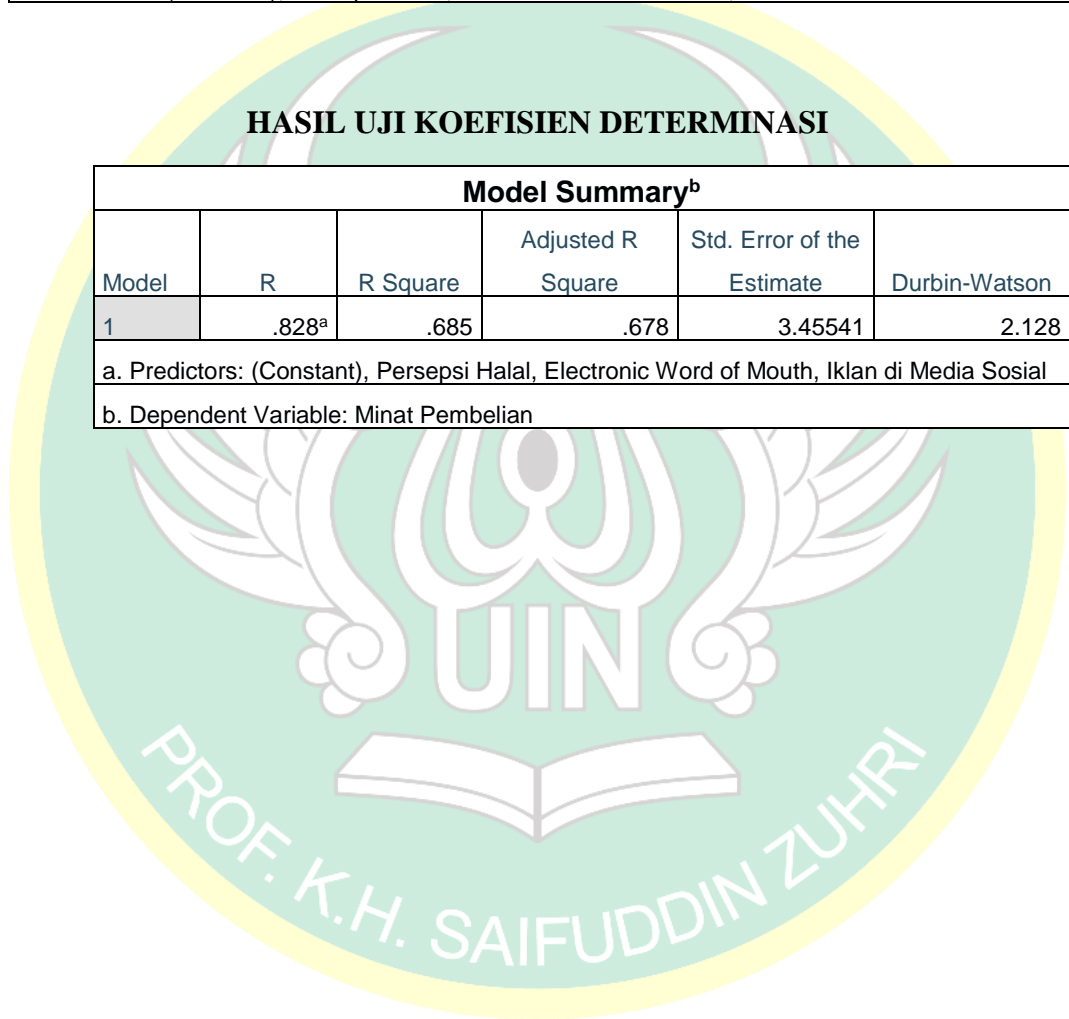 HASIL UJI KOEFISIEN DETERMINASI
Model Summaryb
Model R R Square Adjusted R Square Std. Error of the Estimate Durbin-Watson
1 .828a .685 .678 3.45541 2.128
a. Predictors: (Constant), Persepsi Halal, Electronic Word of Mouth, Iklan di Media Sosial
b. Dependent Variable: Minat Pembelian
UIN
PROF. K.H. SAIFUDDIN ZUHRI